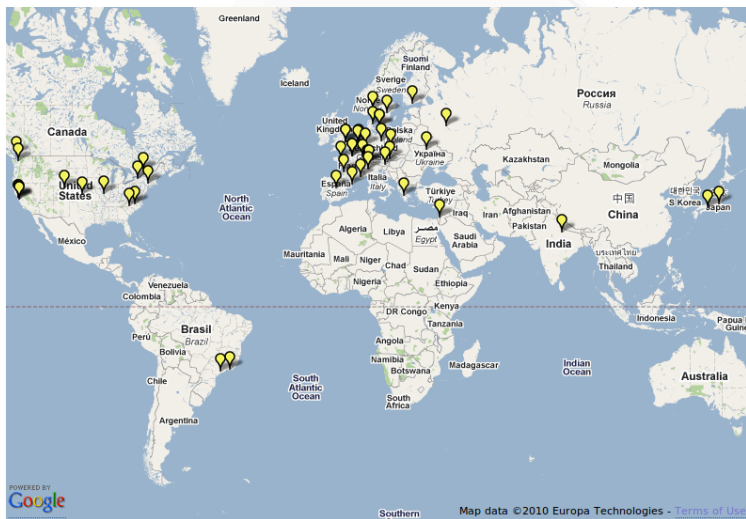 Greenland
Iceland
Suomi
Finland
Sverige
Sweden
Canada
United
Россия
Russia
Україна
Ukraine
Kazakhstan
Mongolia
United
States
España
Spain
Italia
Italy
Türkiye
中国
China
대한민국
S Korea
Japan
North
Atlantic
Ocean
Algeria
Libya
مصر
Egypt
Iraq
Iran
Afghanistan
Pakistan
Saudi
Arabia
India
México
Mauritania
Mali
Niger
Chad
Sudan
ประเทศไทย
Thailand
Venezuela
Colombia
Nigeria
Ethiopia
DR Congo
Kenya
Tanzania
Indonesia
Papua
Brasil
Brazil
Perú
Bolivia
Angola
Namibia
Botswana
Madagascar
Chile
South
Atlantic
Ocean
Indian
Ocean
Australia
South
Africa
Argentina
POWERED BY
Google
Southern
Map data ©2010 Europa Technologies - Terms of Use